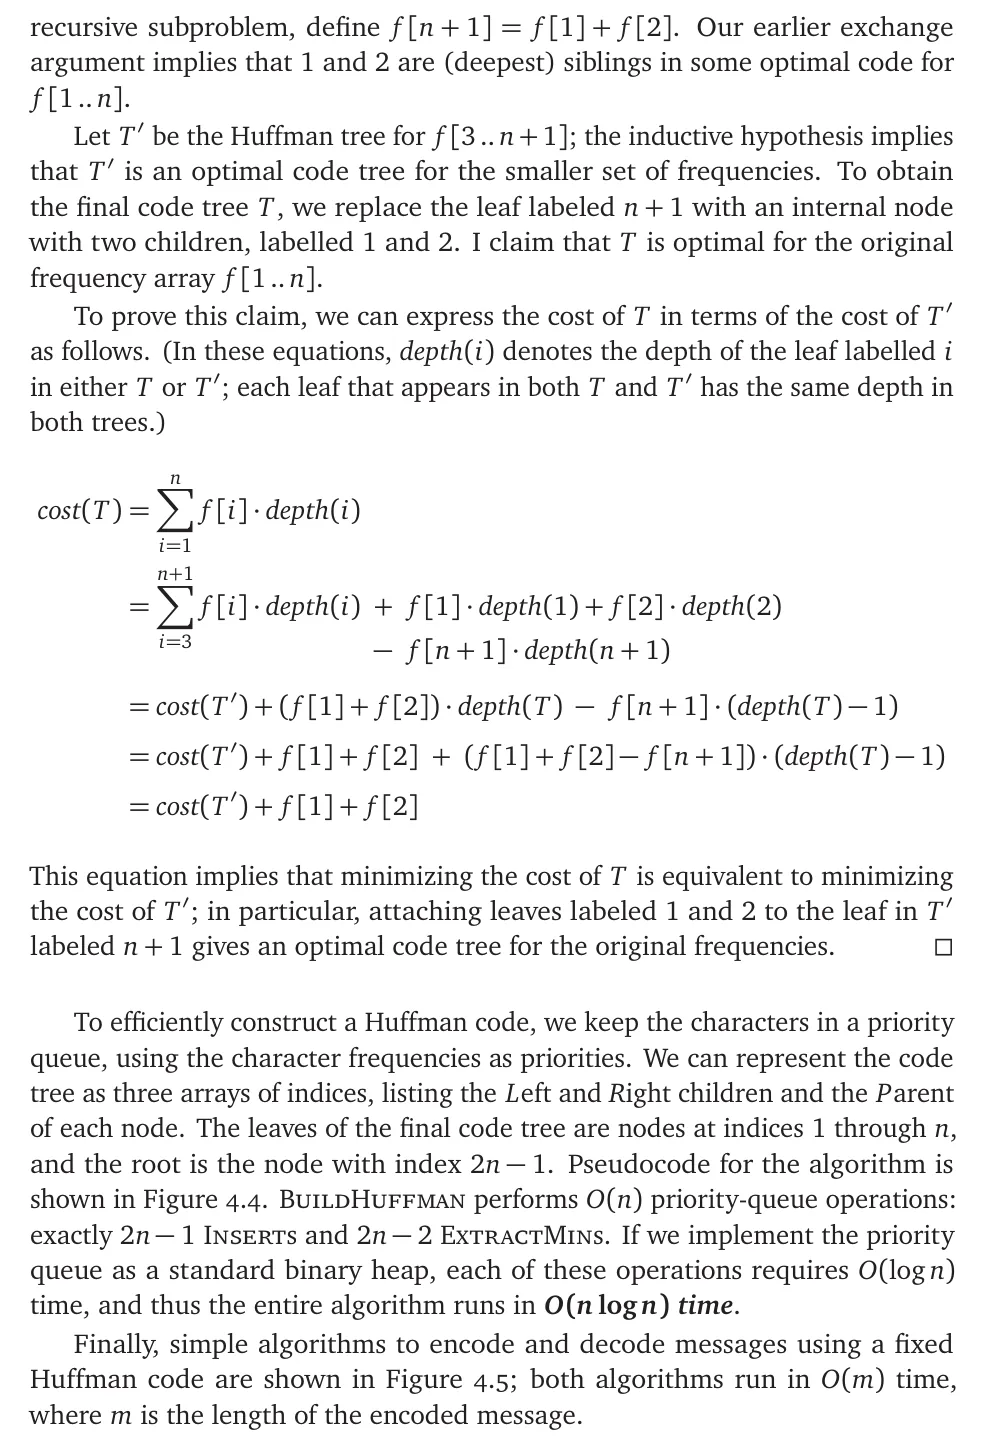 recursive subproblem, define f[n+1] = f[1]+f[2]. Our earlier exchange
argument implies that 1 and 2 are (deepest) siblings in some optimal code for
f[1..n].
Let T′ be the Huffman tree for f[3..n+1]; the inductive hypothesis implies
that T′ is an optimal code tree for the smaller set of frequencies. To obtain
the final code tree T, we replace the leaf labeled n+1 with an internal node
with two children, labelled 1 and 2. I claim that T is optimal for the original
frequency array f[1..n].
To prove this claim, we can express the cost of T in terms of the cost of T′
as follows. (In these equations, depth(i) denotes the depth of the leaf labelled i
in either T or T′; each leaf that appears in both T and T′ has the same depth in
both trees.)
cost(T) = ∑_{i=1}^{n} f[i]·depth(i)
= ∑_{i=3}^{n+1} f[i]·depth(i) + f[1]·depth(1)+f[2]·depth(2)
− f[n+1]·depth(n+1)
= cost(T′)+(f[1]+f[2])·depth(T) − f[n+1]·(depth(T)−1)
= cost(T′)+f[1]+f[2] + (f[1]+f[2]−f[n+1])·(depth(T)−1)
= cost(T′)+f[1]+f[2]
This equation implies that minimizing the cost of T is equivalent to minimizing
the cost of T′; in particular, attaching leaves labeled 1 and 2 to the leaf in T′
labeled n+1 gives an optimal code tree for the original frequencies. □
To efficiently construct a Huffman code, we keep the characters in a priority
queue, using the character frequencies as priorities. We can represent the code
tree as three arrays of indices, listing the Left and Right children and the Parent
of each node. The leaves of the final code tree are nodes at indices 1 through n,
and the root is the node with index 2n−1. Pseudocode for the algorithm is
shown in Figure 4.4. BUILDHUFFMAN performs O(n) priority-queue operations:
exactly 2n−1 INSERTs and 2n−2 EXTRACTMINs. If we implement the priority
queue as a standard binary heap, each of these operations requires O(log n)
time, and thus the entire algorithm runs in O(n log n) time.
Finally, simple algorithms to encode and decode messages using a fixed
Huffman code are shown in Figure 4.5; both algorithms run in O(m) time,
where m is the length of the encoded message.